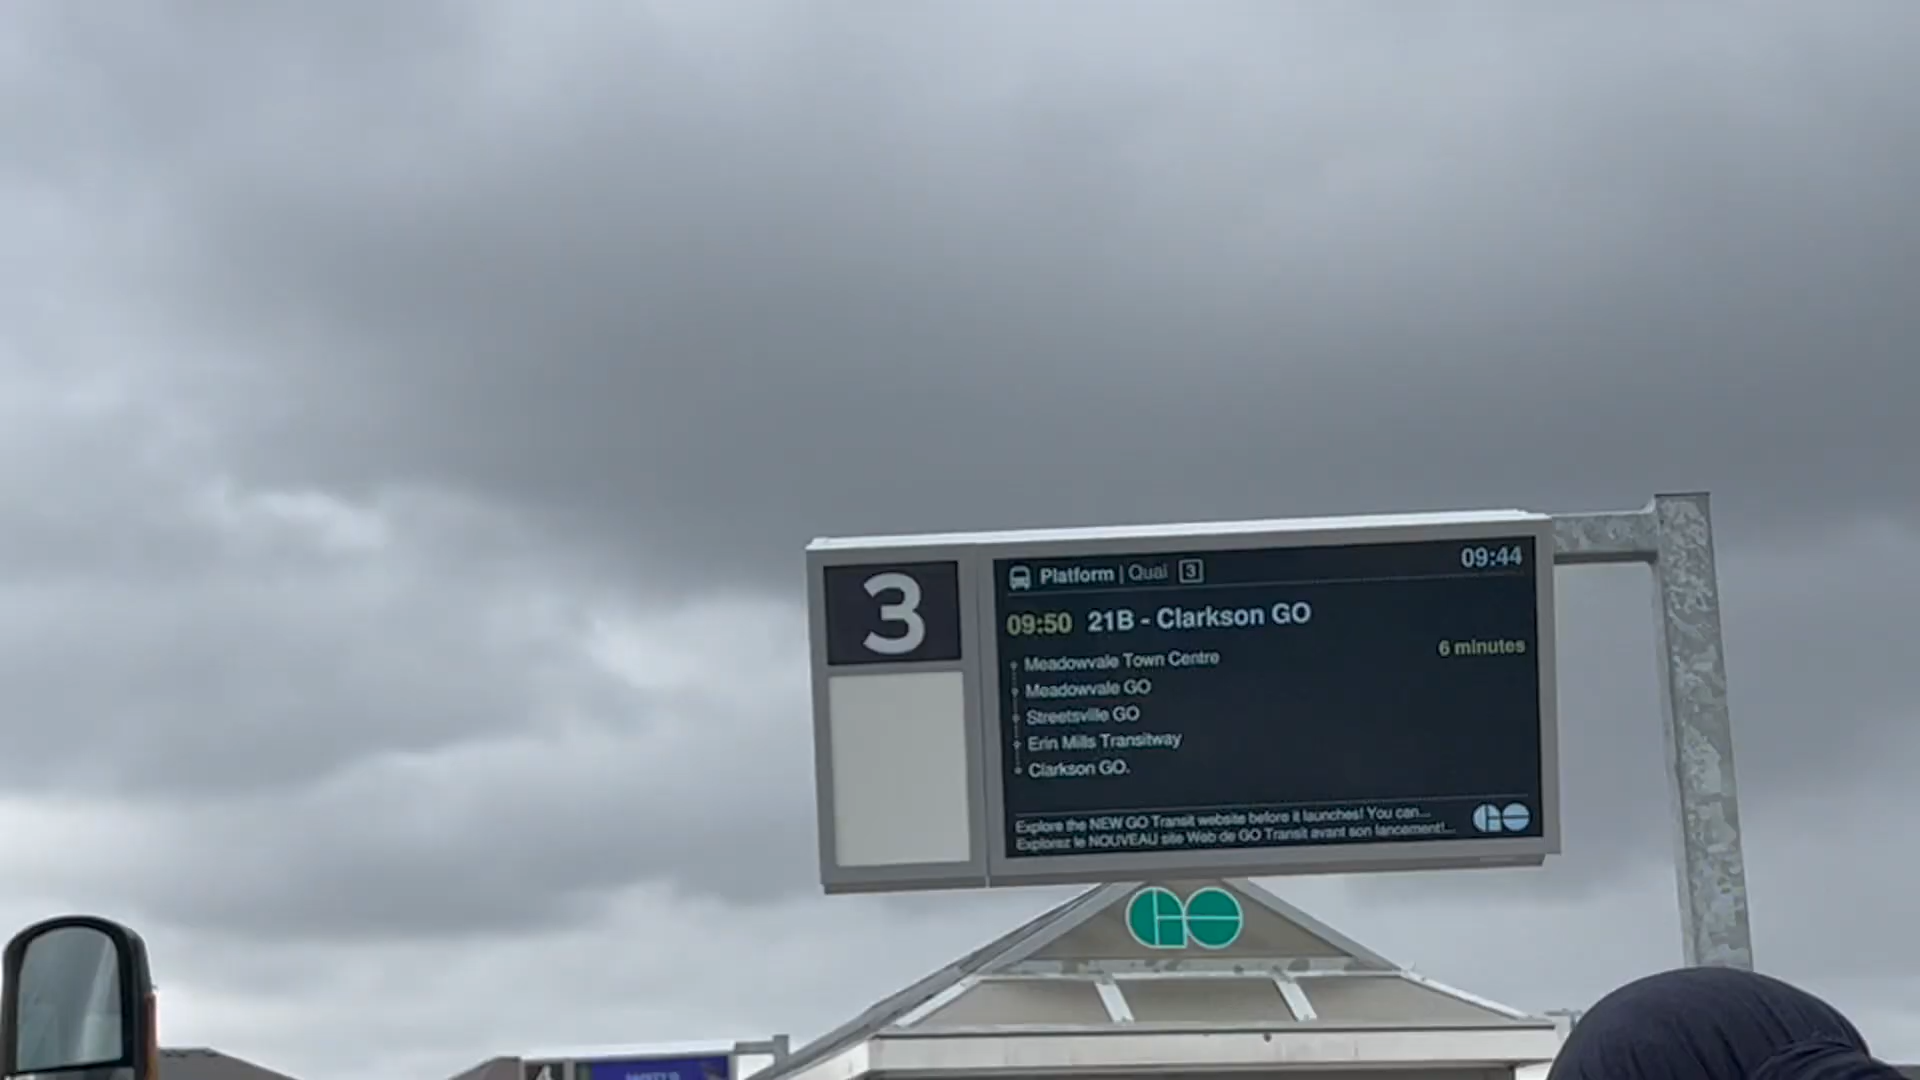 3
Platform | Quai 3
09:44
09:50 21B - Clarkson GO
6 minutes
Meadowvale Town Centre
Meadowvale GO
Streetsville GO
Erin Mills Transitway
Clarkson GO.
Explore the NEW GO Transit website before it launches! You can...
Explorez le NOUVEAU site Web de GO Transit avant son lancement!...
GO
GO
4